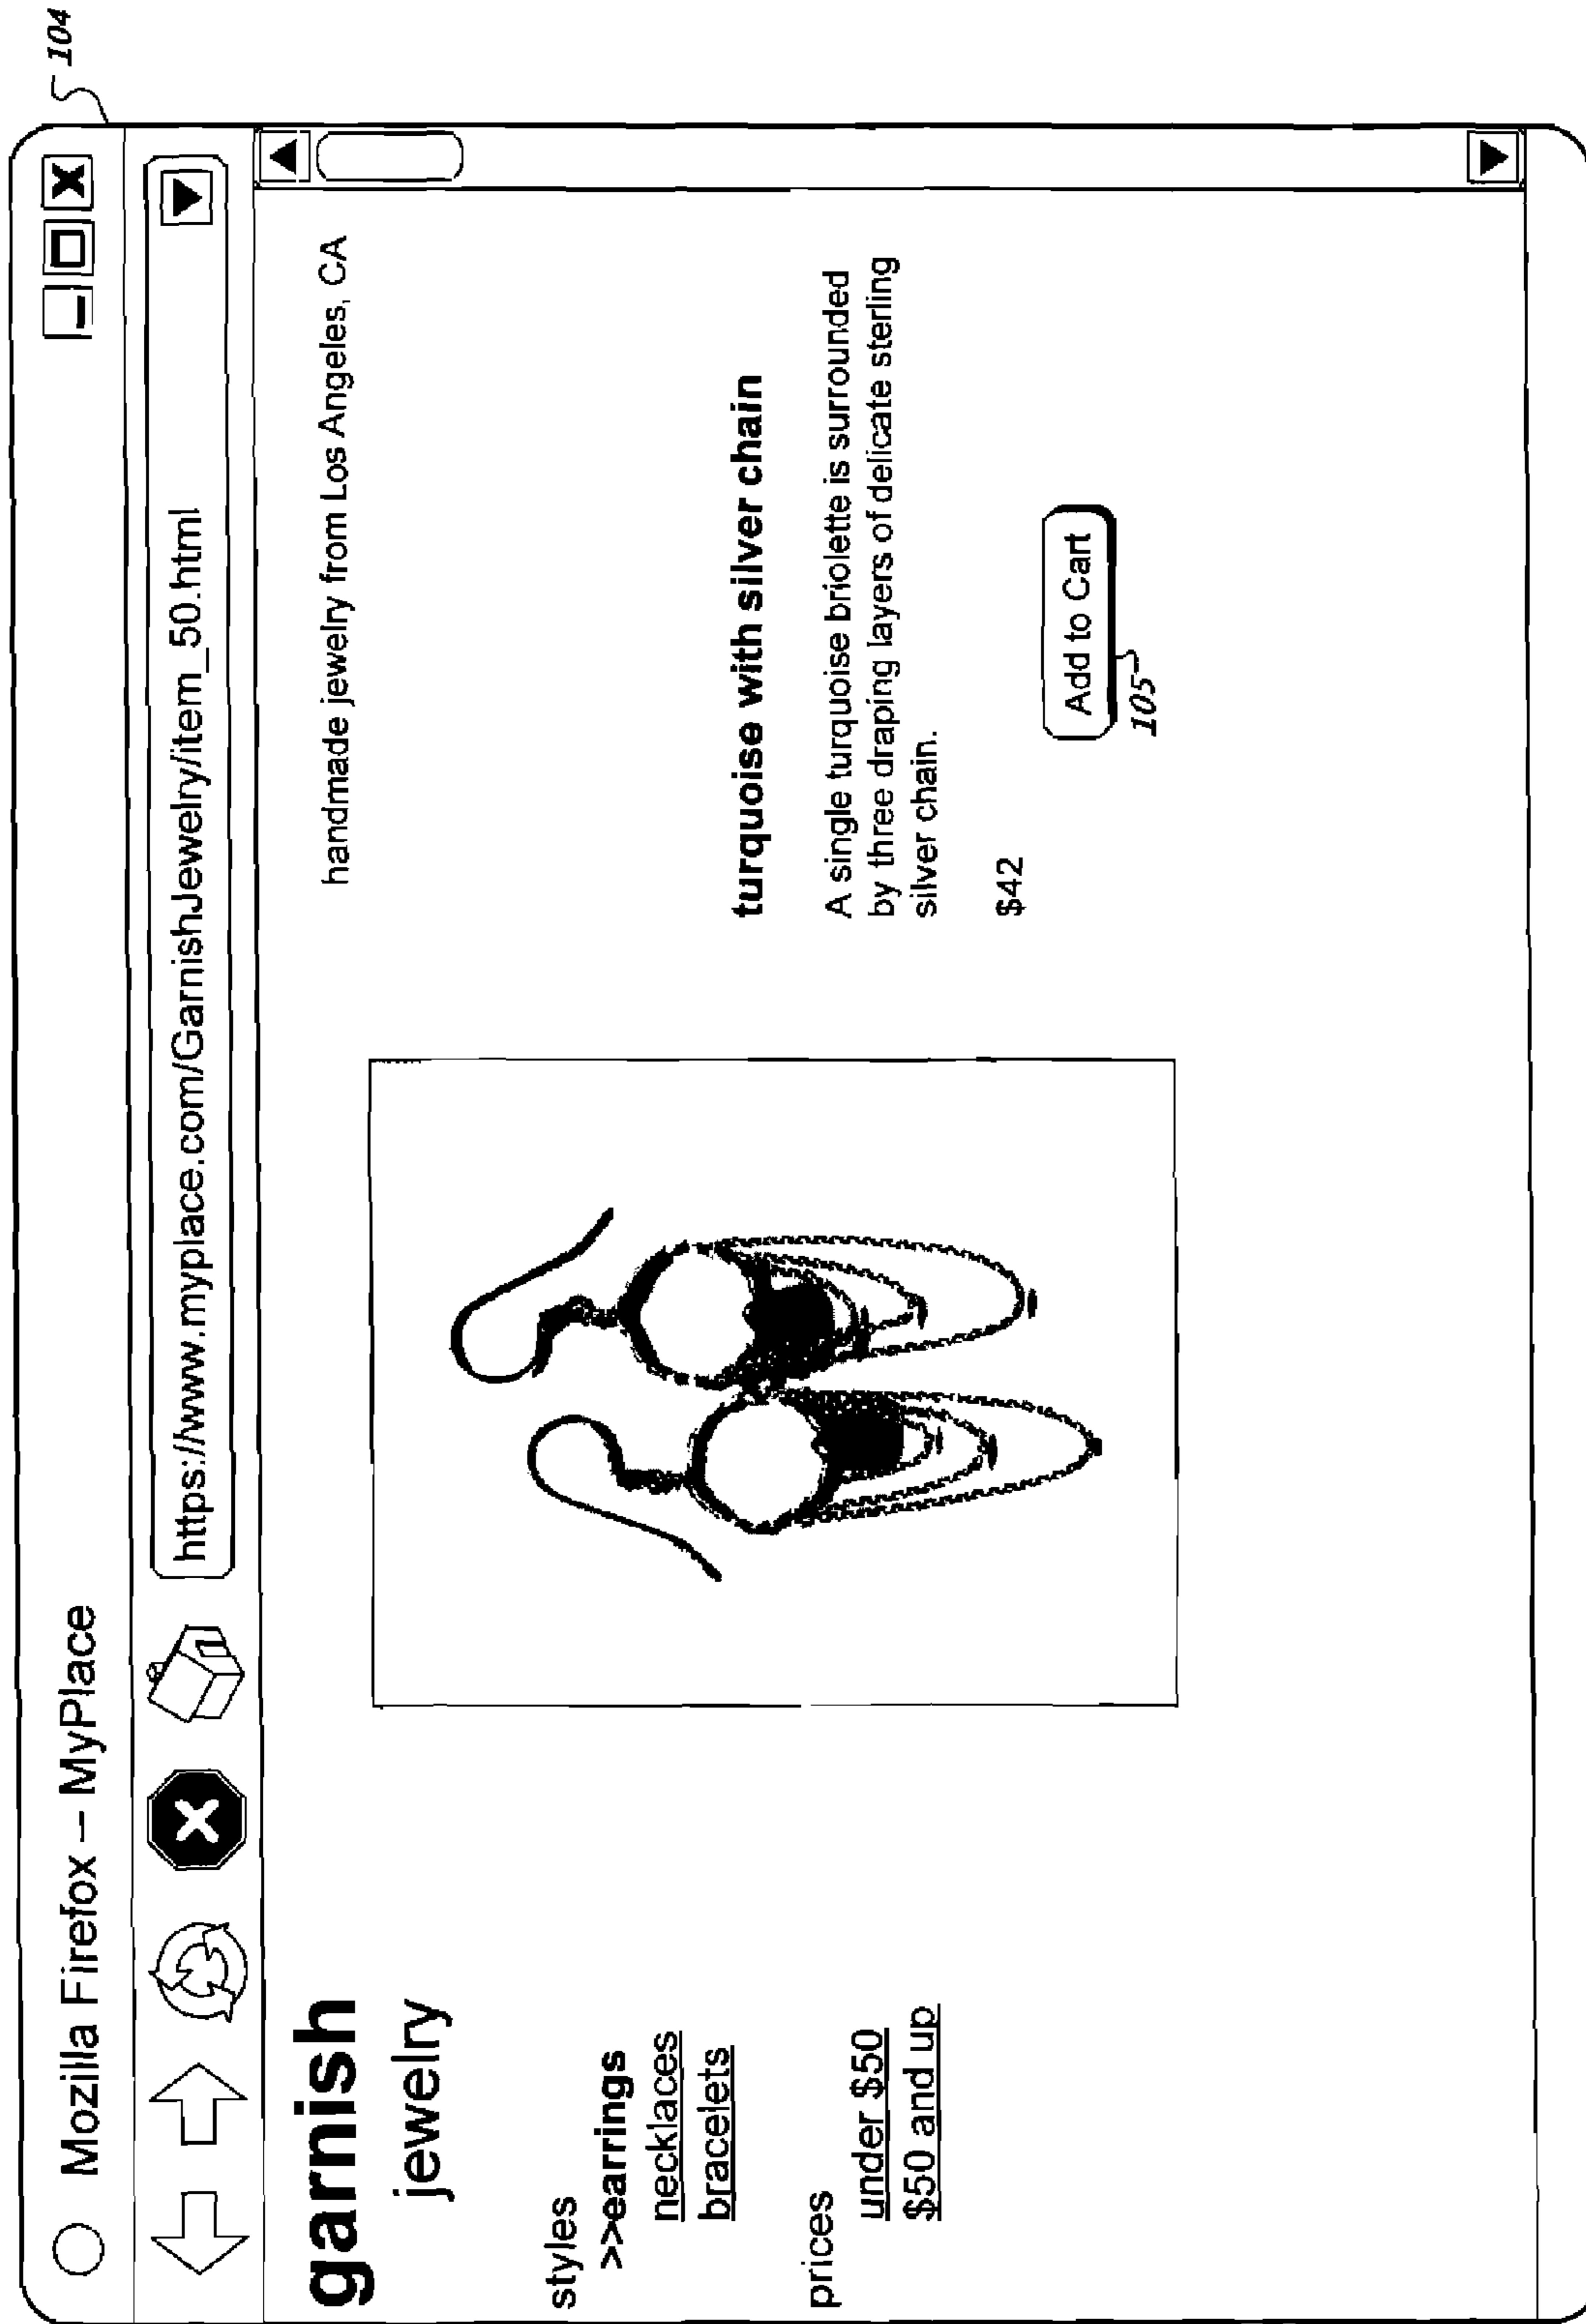 104
Mozilla Firefox – MyPlace
https://www.myplace.com/GarnishJewelry/item_50.html
garnish
jewelry
handmade jewelry from Los Angeles, CA
styles
>>earrings
necklaces
bracelets
prices
under $50
$50 and up
turquoise with silver chain
A single turquoise briolette is surrounded
by three draping layers of delicate sterling
silver chain.
$42
Add to Cart
105